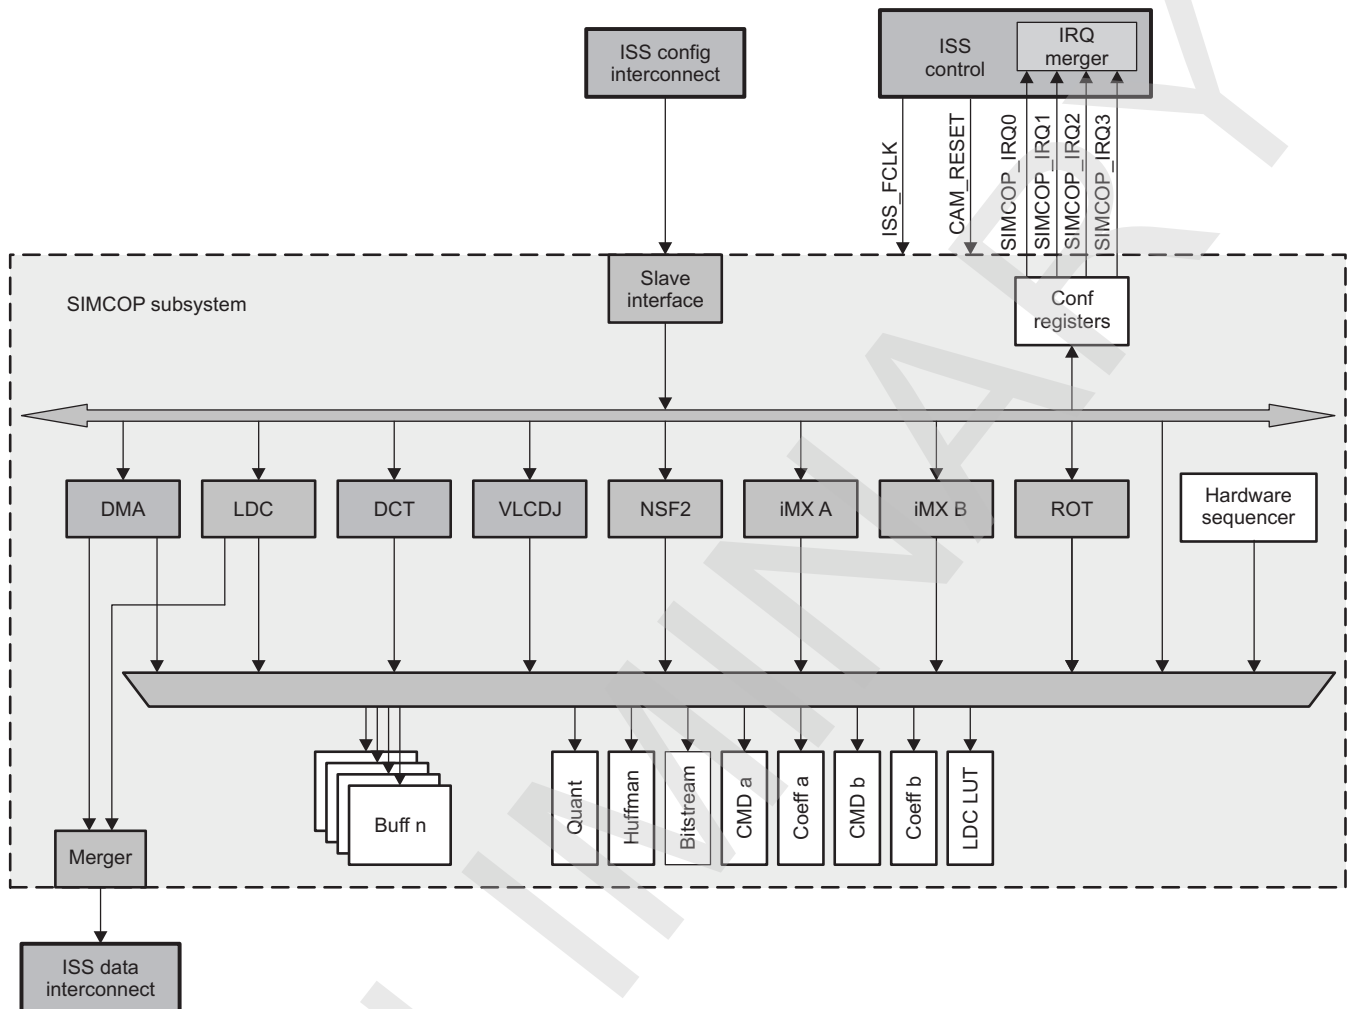 ISS config
interconnect
ISS
control
IRQ
merger
ISS_FCLK
CAM_RESET
SIMCOP_IRQ0
SIMCOP_IRQ1
SIMCOP_IRQ2
SIMCOP_IRQ3
SIMCOP subsystem
Slave
interface
Conf
registers
DMA
LDC
DCT
VLCDJ
NSF2
iMX A
iMX B
ROT
Hardware
sequencer
Buff n
Quant
Huffman
Bitstream
CMD a
Coeff a
CMD b
Coeff b
LDC LUT
Merger
ISS data
interconnect
IMINARY